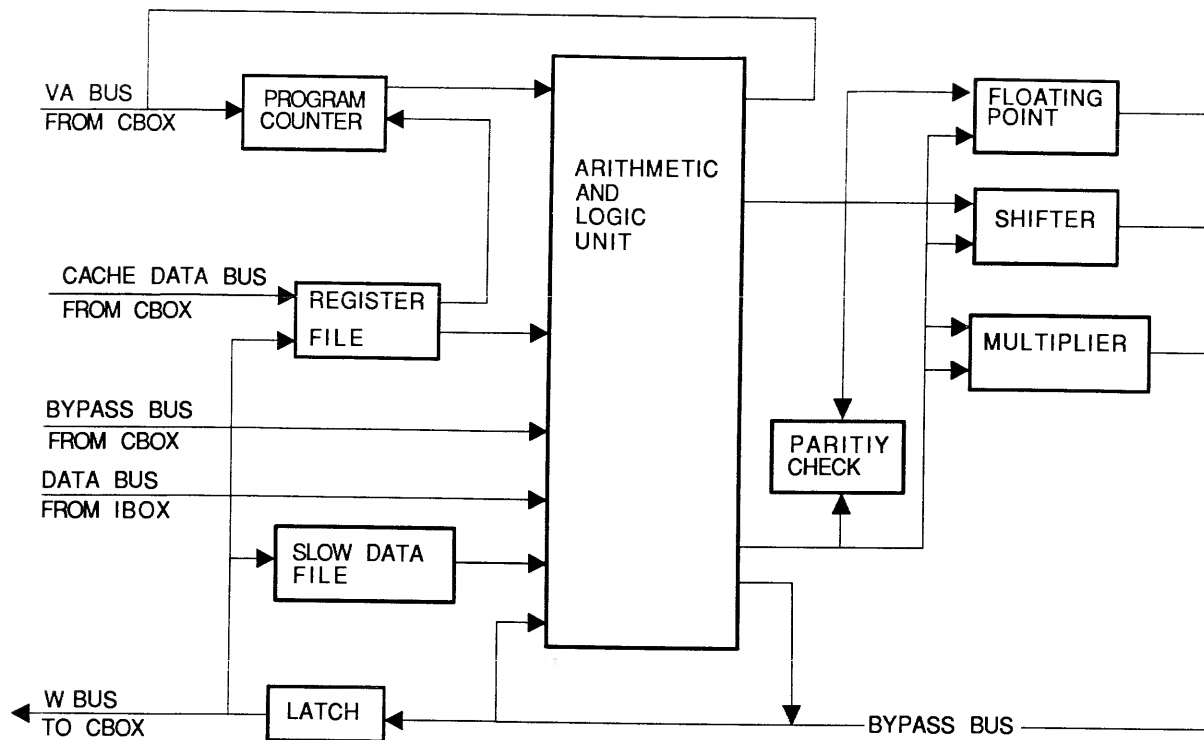 VA BUS
FROM CBOX
PROGRAM
COUNTER
CACHE DATA BUS
FROM CBOX
REGISTER
FILE
BYPASS BUS
FROM CBOX
DATA BUS
FROM IBOX
SLOW DATA
FILE
W BUS
TO CBOX
LATCH
ARITHMETIC
AND
LOGIC
UNIT
FLOATING
POINT
SHIFTER
MULTIPLIER
PARITIY
CHECK
BYPASS BUS